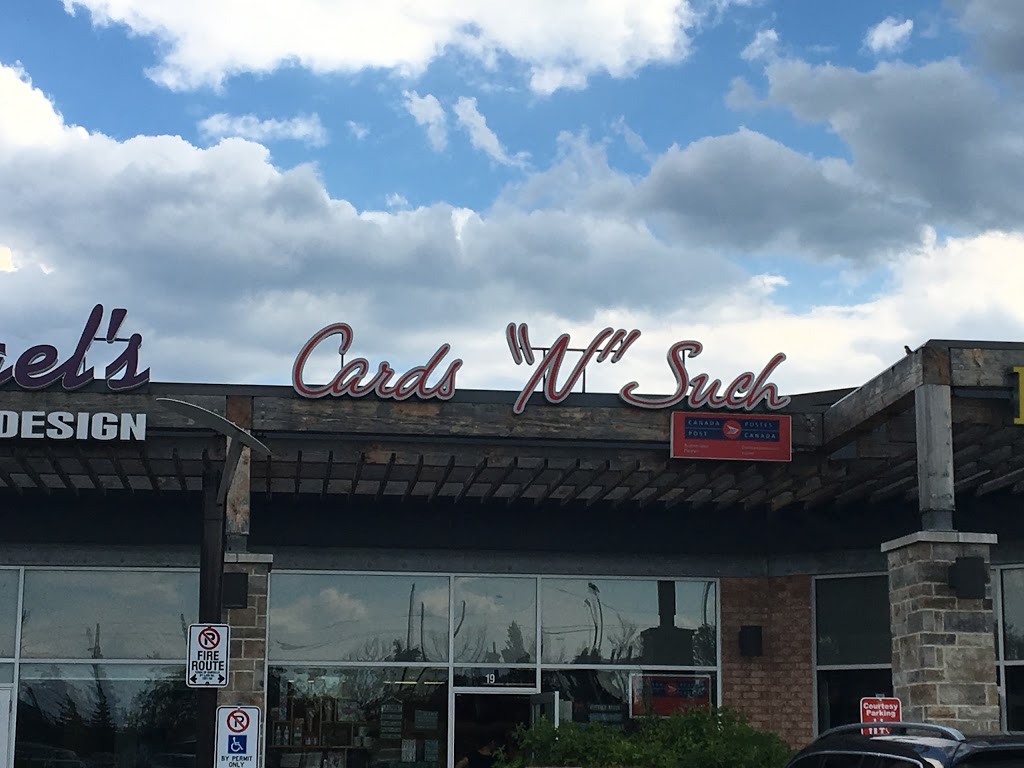 el's
DESIGN
Cards "N" Such
CANADA POST
POSTES CANADA
19
FIRE
ROUTE
BY PERMIT
ONLY
Courtesy
Parking